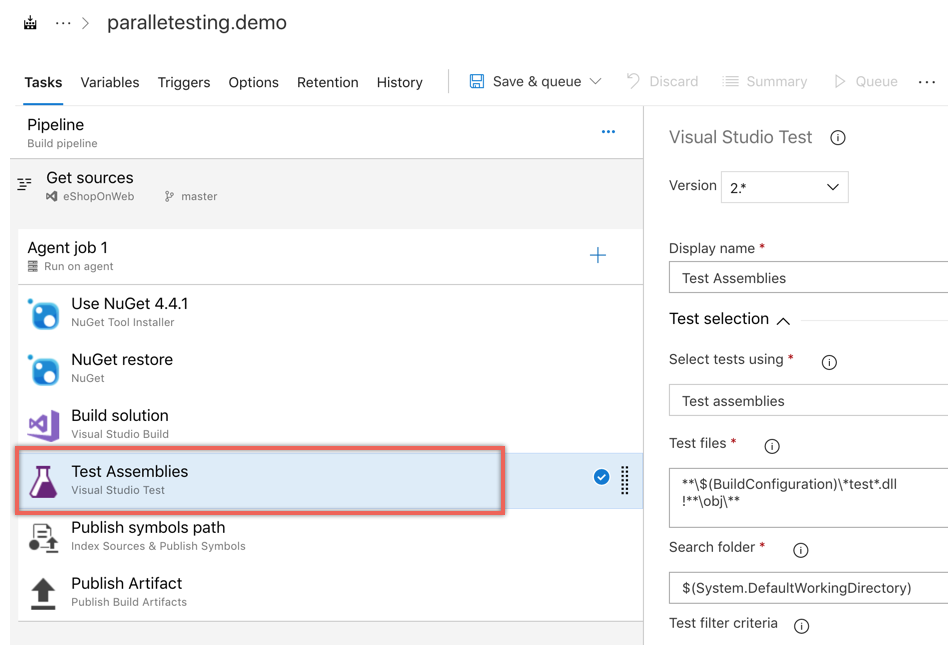 ··· > paralletesting.demo
Tasks Variables Triggers Options Retention History Save & queue Discard Summary Queue ···
Pipeline
Build pipeline
Get sources
eShopOnWeb master
Agent job 1
Run on agent
Use NuGet 4.4.1
NuGet Tool Installer
NuGet restore
NuGet
Build solution
Visual Studio Build
Test Assemblies
Visual Studio Test
Publish symbols path
Index Sources & Publish Symbols
Publish Artifact
Publish Build Artifacts
Visual Studio Test
Version 2.*
Display name *
Test Assemblies
Test selection
Select tests using *
Test assemblies
Test files *
**\$(BuildConfiguration)\*test*.dll
!**\obj\**
Search folder *
$(System.DefaultWorkingDirectory)
Test filter criteria